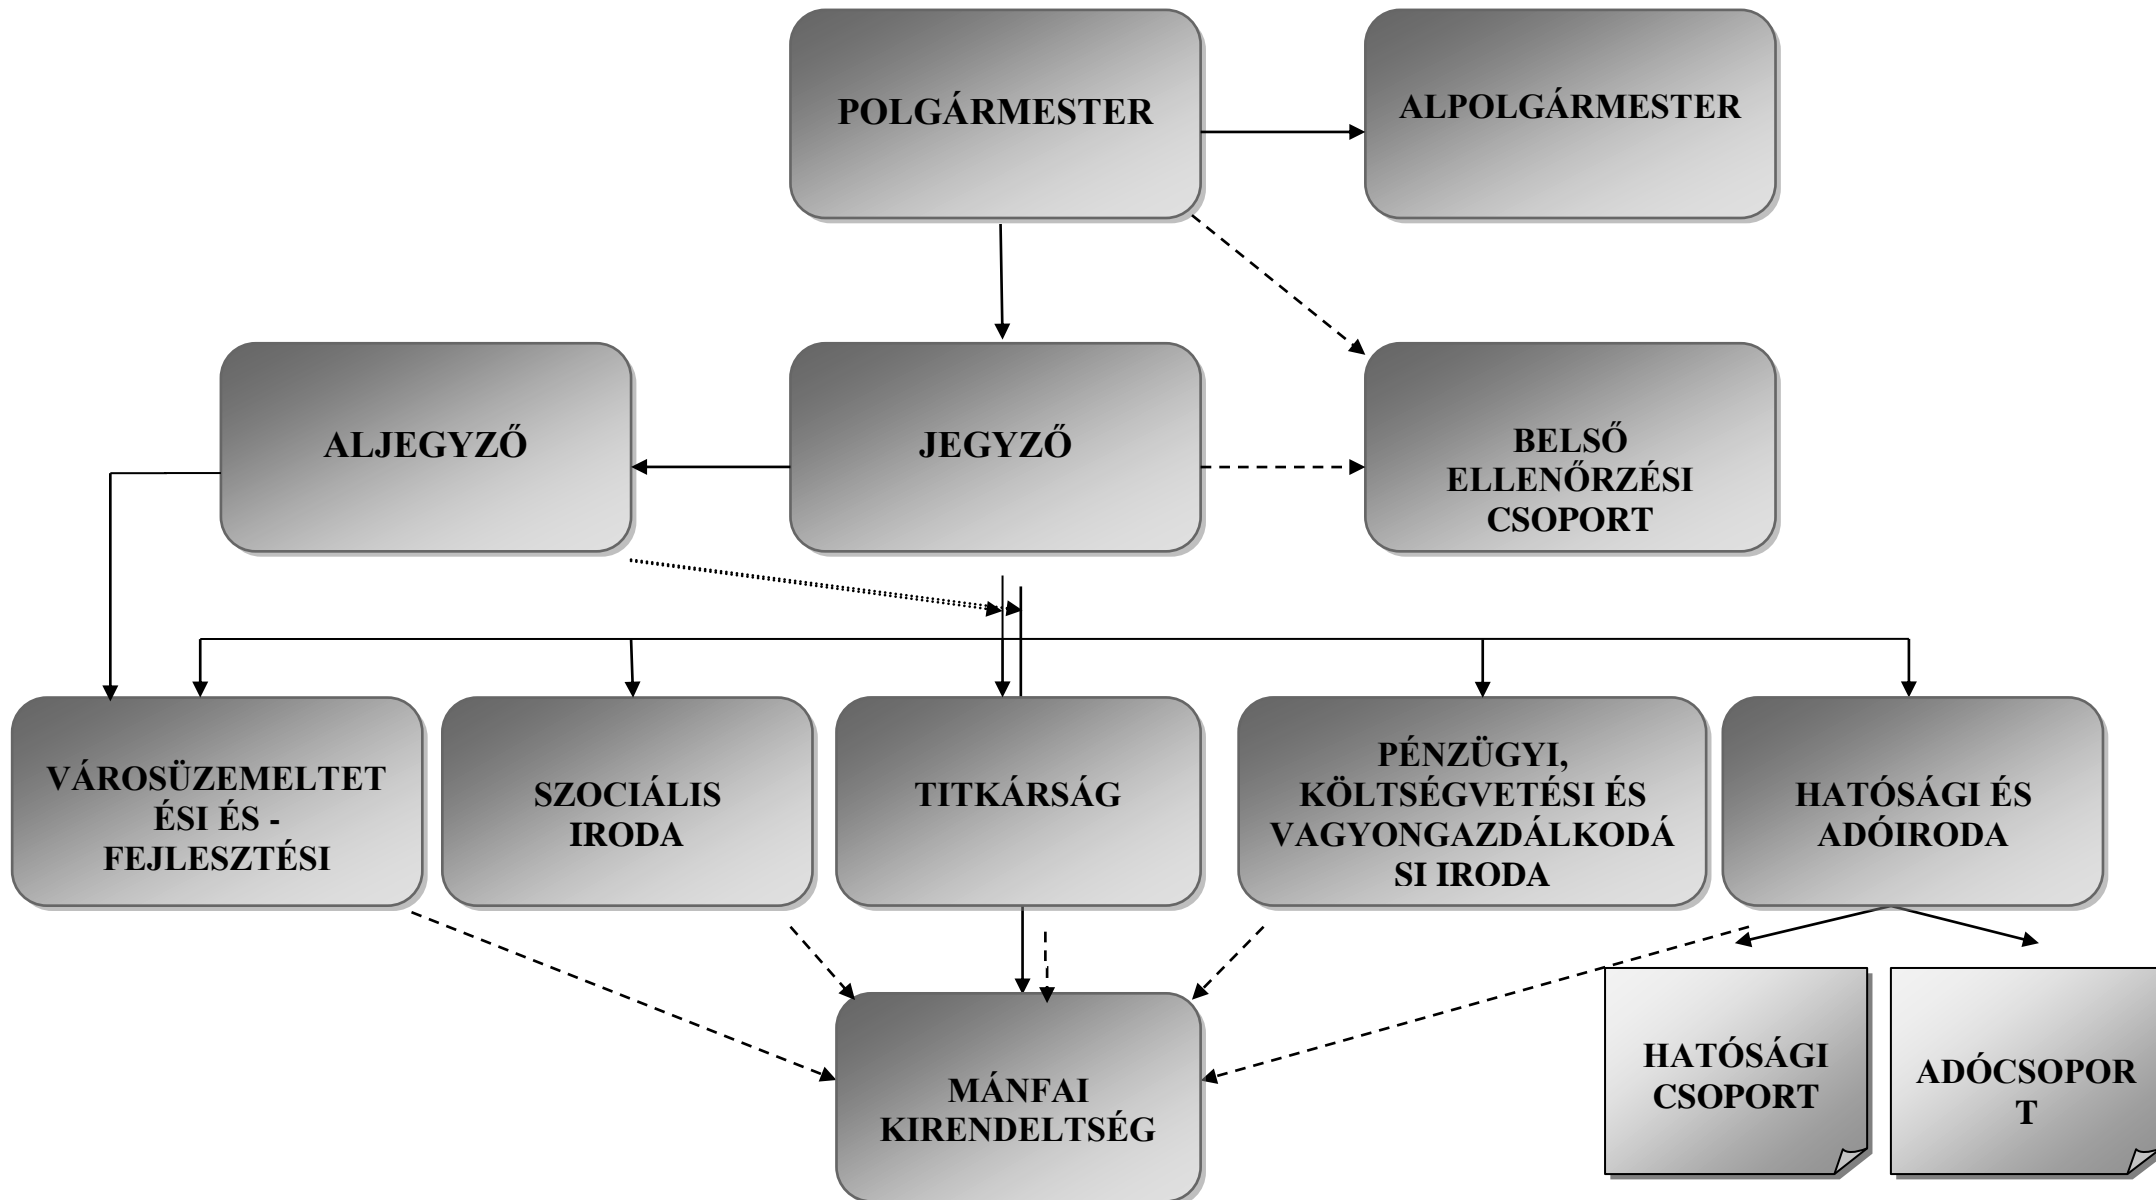 POLGÁRMESTER
ALPOLGÁRMESTER
ALJEGYZŐ
JEGYZŐ
BELSŐ
ELLENŐRZÉSI
CSOPORT
VÁROSÜZEMELTET
ÉSI ÉS -
FEJLESZTÉSI
SZOCIÁLIS
IRODA
TITKÁRSÁG
PÉNZÜGYI,
KÖLTSÉGVETÉSI ÉS
VAGYONGAZDÁLKODÁ
SI IRODA
HATÓSÁGI ÉS
ADÓIRODA
MÁNFAI
KIRENDELTSÉG
HATÓSÁGI
CSOPORT
ADÓCSOPOR
T